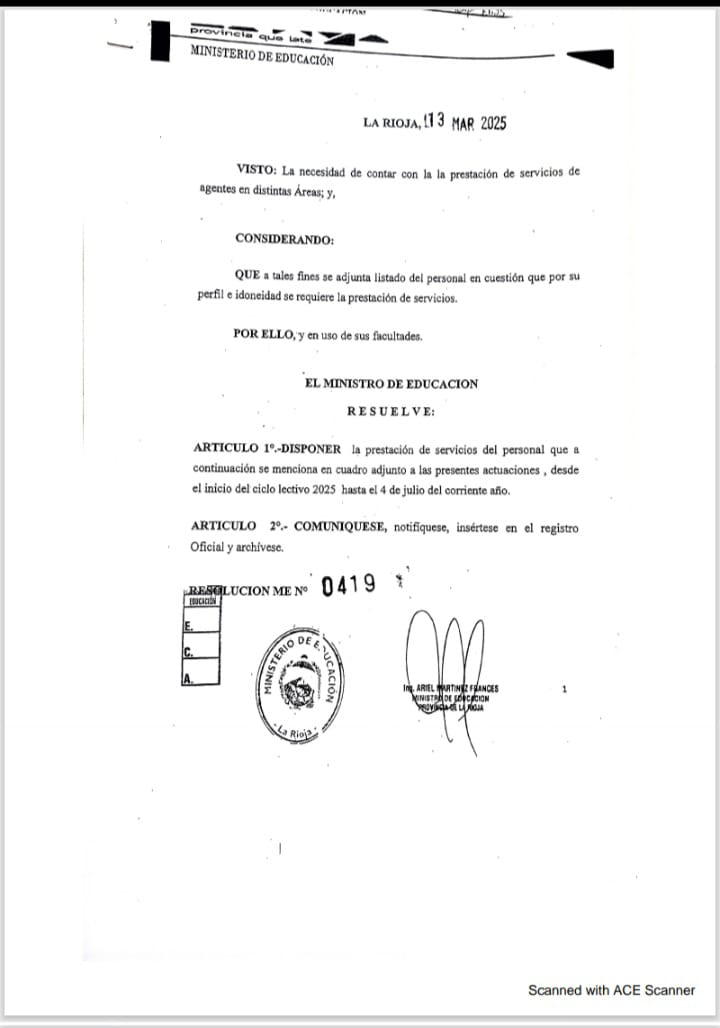 provincia que late
MINISTERIO DE EDUCACIÓN
LA RIOJA, 13 MAR 2025
VISTO: La necesidad de contar con la la prestación de servicios de
agentes en distintas Áreas; y,
CONSIDERANDO:
QUE a tales fines se adjunta listado del personal en cuestión que por su
perfil e idoneidad se requiere la prestación de servicios.
POR ELLO, y en uso de sus facultades.
EL MINISTRO DE EDUCACION
RESUELVE:
ARTICULO 1º.-DISPONER la prestación de servicios del personal que a
continuación se menciona en cuadro adjunto a las presentes actuaciones , desde
el inicio del ciclo lectivo 2025 hasta el 4 de julio del corriente año.
ARTICULO 2º.- COMUNIQUESE, notifíquese, insértese en el registro
Oficial y archívese.
RESOLUCION ME Nº 0419
EDUCACIÓN
E.
C.
A.
MINISTERIO DE EDUCACIÓN
La Rioja
Ing. ARIEL MARTINEZ FRANCES
MINISTRO DE EDUCACION
PROVINCIA DE LA RIOJA
1
Scanned with ACE Scanner